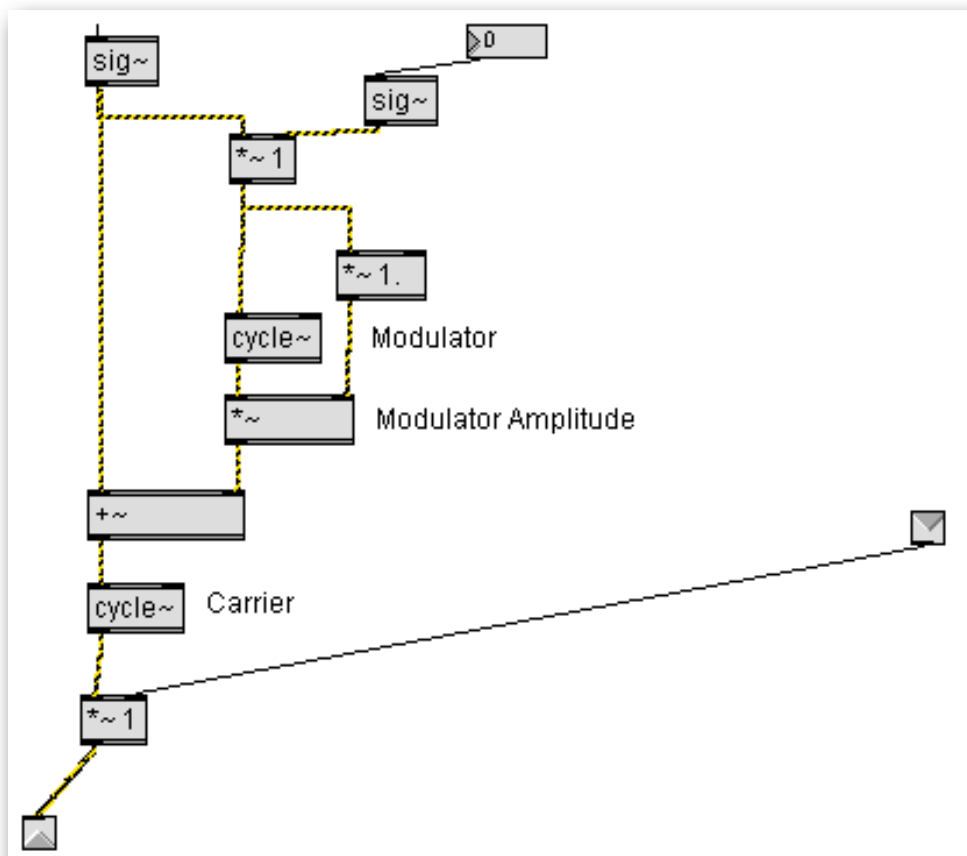 0
sig~
sig~
*~ 1
*~ 1.
cycle~
Modulator
*~
Modulator Amplitude
+~
cycle~
Carrier
*~ 1